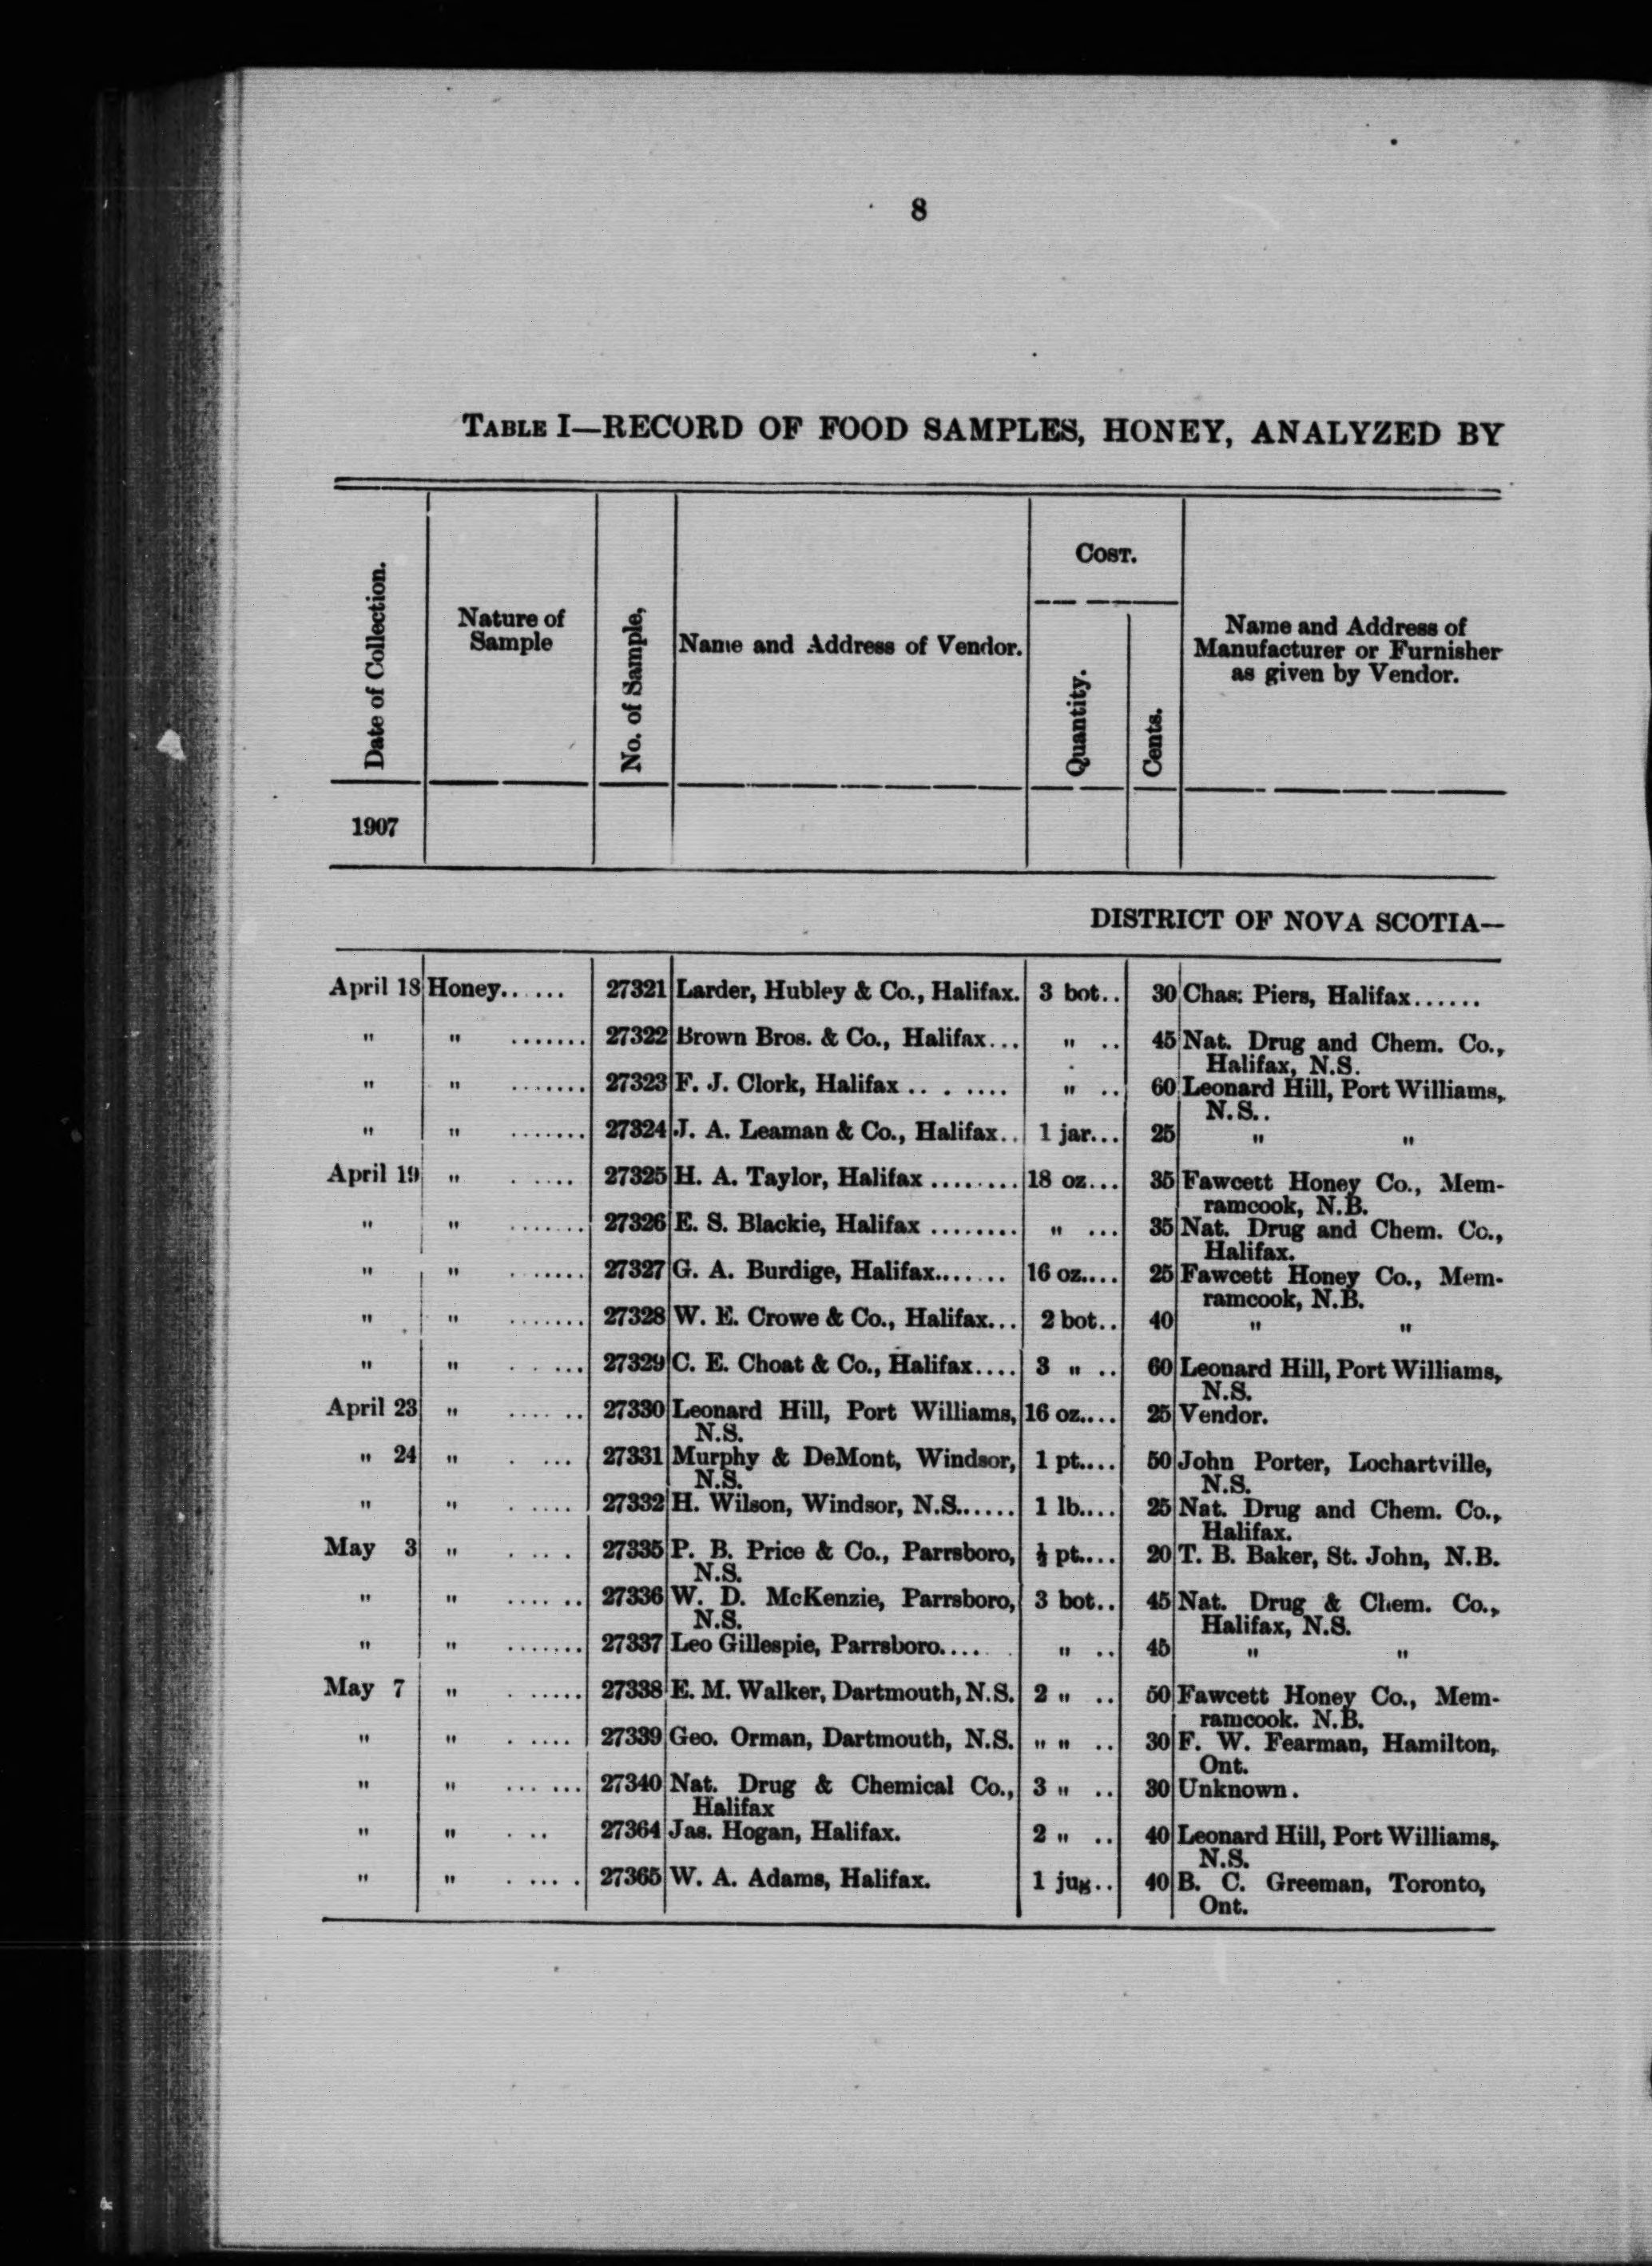 8
TABLE I—RECORD OF FOOD SAMPLES, HONEY, ANALYZED BY
Date of Collection.
Nature of
Sample
No. of Sample,
Name and Address of Vendor.
COST.
Quantity.
Cents.
Name and Address of
Manufacturer or Furnisher
as given by Vendor.
1907
DISTRICT OF NOVA SCOTIA—
April 18 Honey...... 27321 Larder, Hubley & Co., Halifax. 3 bot.. 30 Chas. Piers, Halifax......
" " ....... 27322 Brown Bros. & Co., Halifax... " .. 45 Nat. Drug and Chem. Co.,
Halifax, N.S.
" " ....... 27323 F. J. Clork, Halifax .. . .... " .. 60 Leonard Hill, Port Williams,
N.S..
" " ....... 27324 J. A. Leaman & Co., Halifax.. 1 jar... 25 " "
April 19 " . .... 27325 H. A. Taylor, Halifax ........ 18 oz... 35 Fawcett Honey Co., Mem-
ramcook, N.B.
" " ....... 27326 E. S. Blackie, Halifax ........ " ... 35 Nat. Drug and Chem. Co.,
Halifax.
" " ....... 27327 G. A. Burdige, Halifax....... 16 oz.... 25 Fawcett Honey Co., Mem-
ramcook, N.B.
" " ....... 27328 W. E. Crowe & Co., Halifax... 2 bot.. 40 " "
" " . . ... 27329 C. E. Choat & Co., Halifax.... 3 " .. 60 Leonard Hill, Port Williams,
N.S.
April 23 " .... .. 27330 Leonard Hill, Port Williams, 16 oz.... 25 Vendor.
N.S.
" 24 " . ... 27331 Murphy & DeMont, Windsor, 1 pt.... 50 John Porter, Lochartville,
N.S. N.S.
" " . .... 27332 H. Wilson, Windsor, N.S...... 1 lb.... 25 Nat. Drug and Chem. Co.,
Halifax.
May 3 " . ... 27335 P. B. Price & Co., Parrsboro, ½ pt.... 20 T. B. Baker, St. John, N.B.
N.S.
" " .... .. 27336 W. D. McKenzie, Parrsboro, 3 bot.. 45 Nat. Drug & Chem. Co.,
N.S. Halifax, N.S.
" " ....... 27337 Leo Gillespie, Parrsboro.... . " .. 45 " "
May 7 " . ..... 27338 E. M. Walker, Dartmouth, N.S. 2 " .. 50 Fawcett Honey Co., Mem-
ramcook. N.B.
" " . .... 27339 Geo. Orman, Dartmouth, N.S. " " .. 30 F. W. Fearman, Hamilton,
Ont.
" " ... ... 27340 Nat. Drug & Chemical Co., 3 " .. 30 Unknown.
Halifax
" " . .. 27364 Jas. Hogan, Halifax. 2 " .. 40 Leonard Hill, Port Williams,
N.S.
" " . ... . 27365 W. A. Adams, Halifax. 1 jug.. 40 B. C. Greeman, Toronto,
Ont.